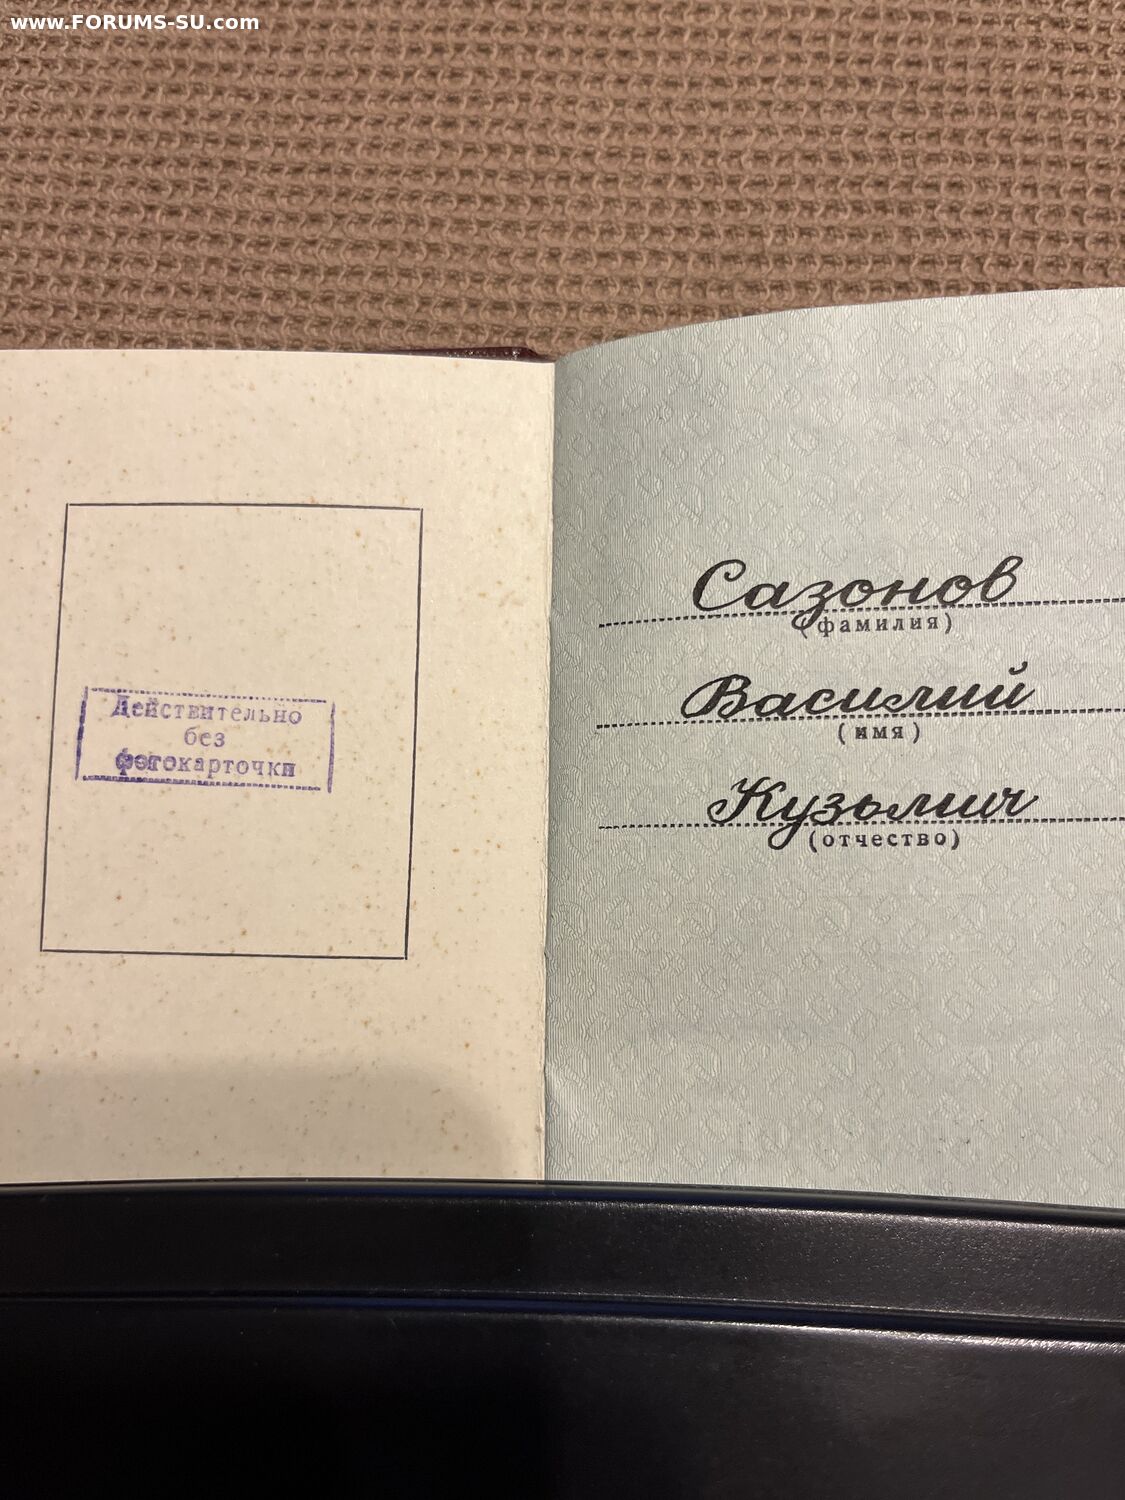 www.FORUMS-SU.com
Действительно
без
фотокарточки
Сазонов
(фамилия)
Василий
(имя)
Кузьмич
(отчество)